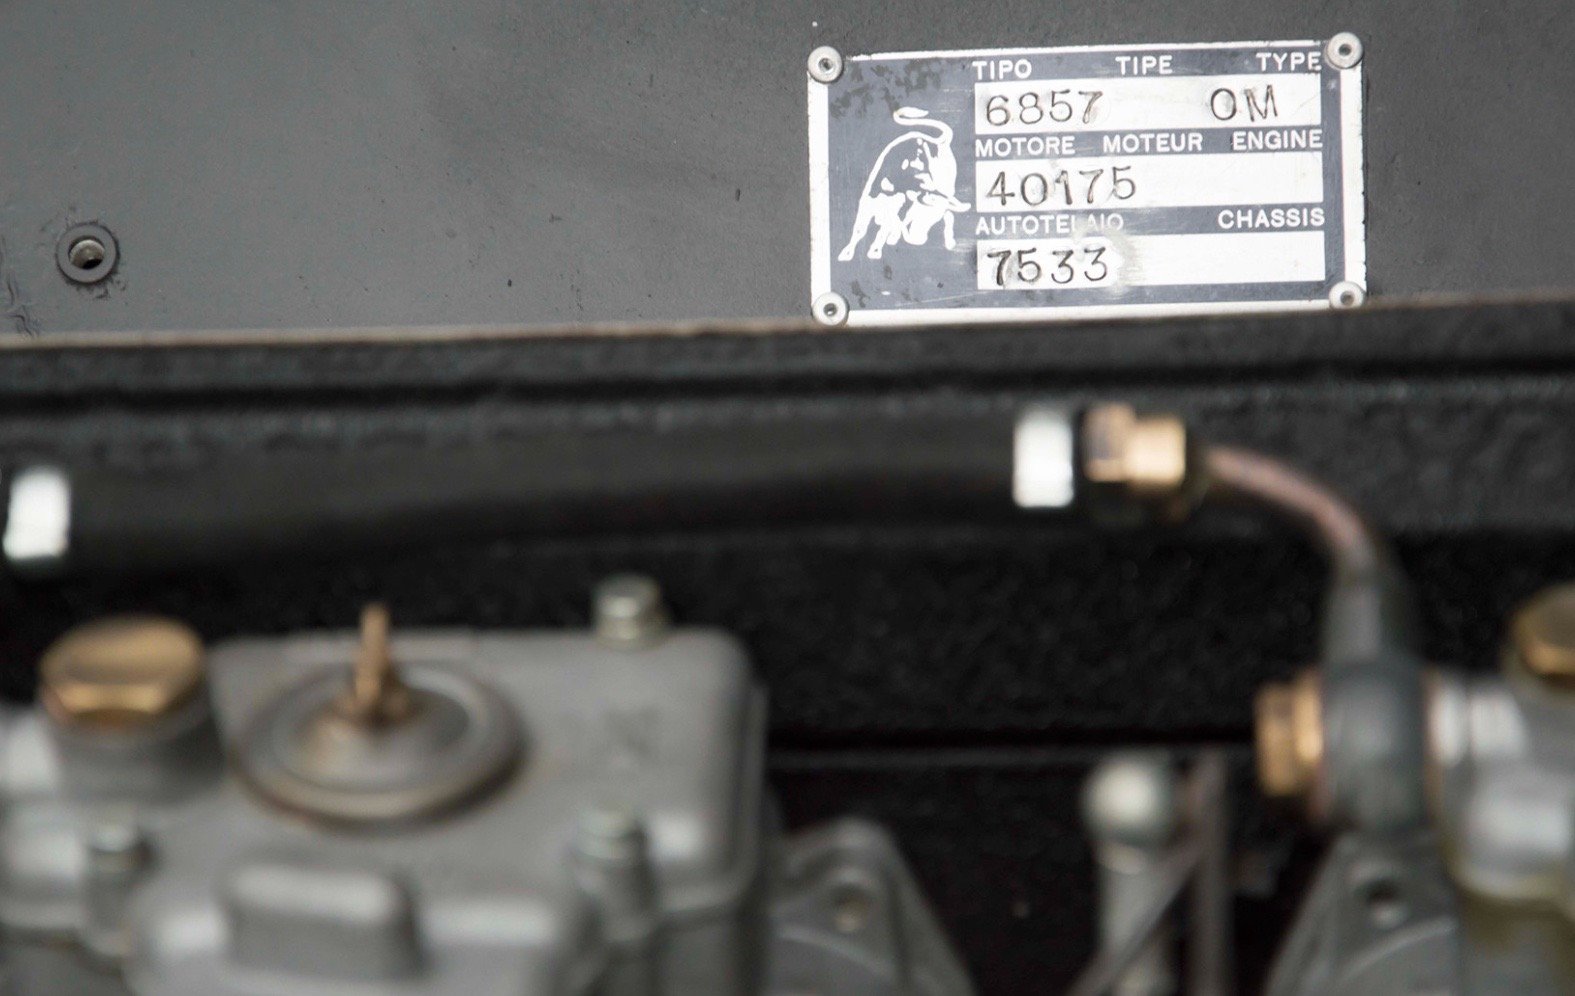 TIPO TIPE TYPE
6857 OM
MOTORE MOTEUR ENGINE
40175
AUTOTELAIO CHASSIS
7533